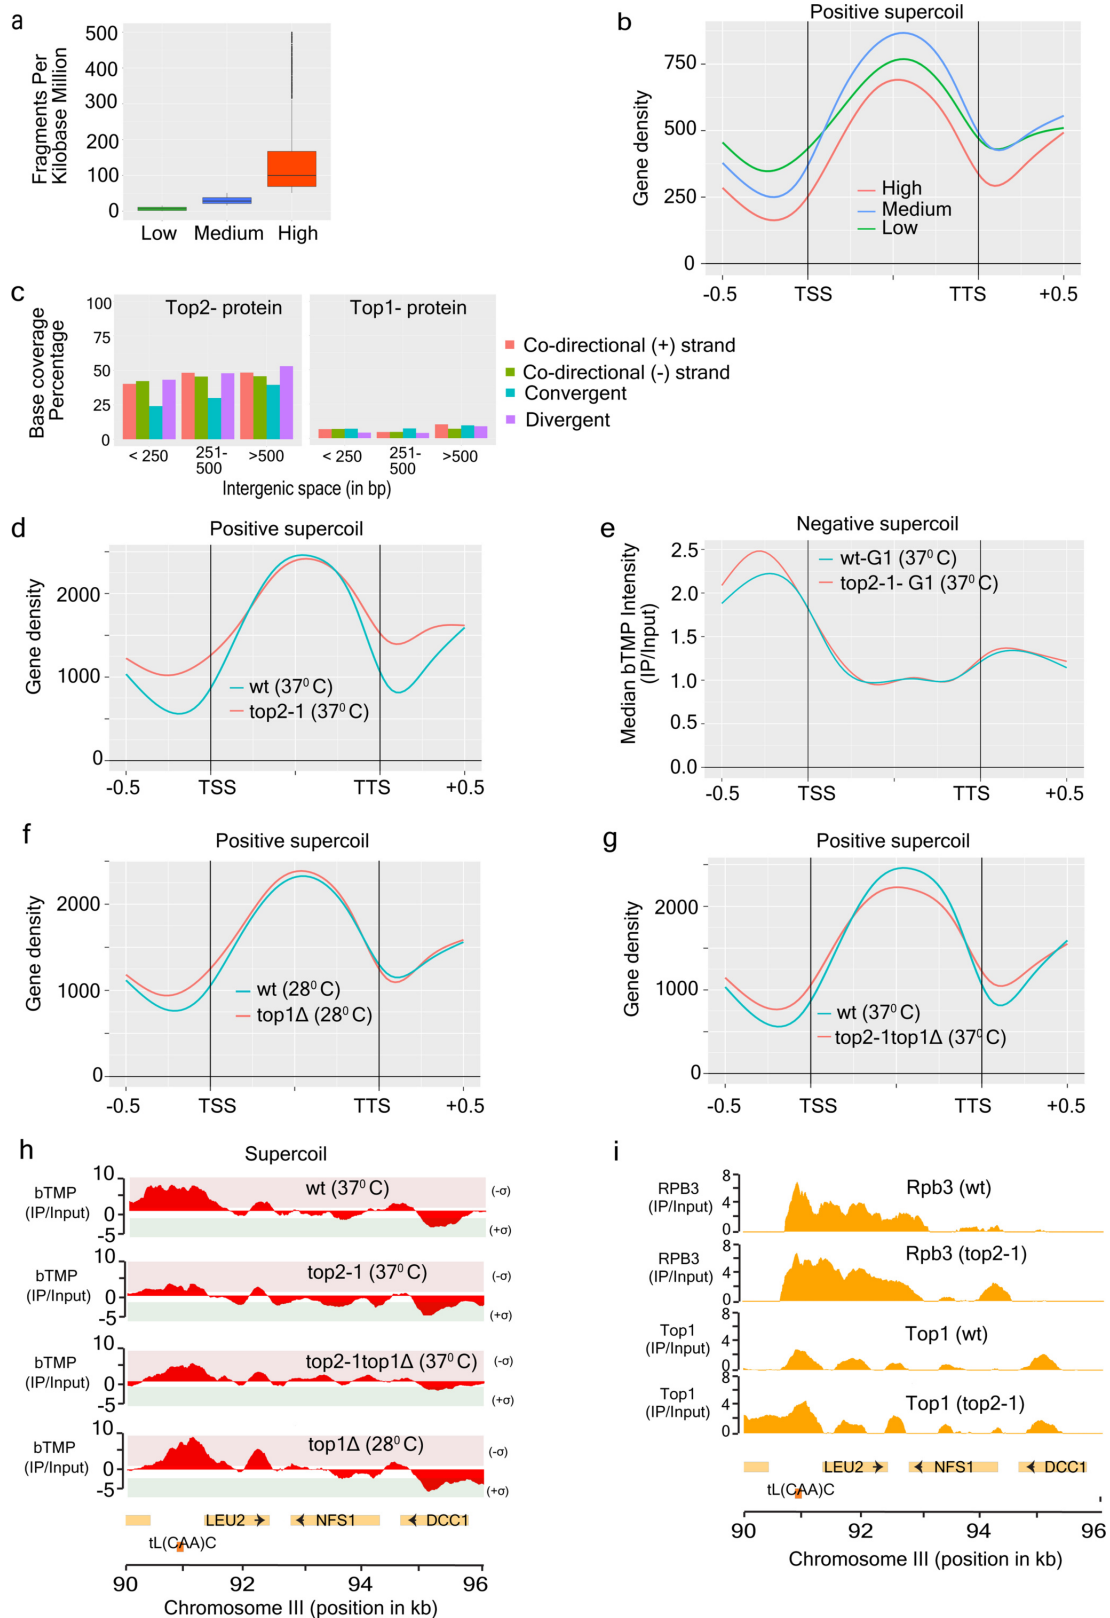 a
Fragments Per
Kilobase Million
500
400
300
200
100
0
Low Medium High
b
Positive supercoil
Gene density
750
500
250
0
High
Medium
Low
-0.5 TSS TTS +0.5
c
Base coverage
Percentage
100
75
50
25
0
Top2- protein
Top1- protein
< 250 251-500 >500
< 250 251-500 >500
Intergenic space (in bp)
Co-directional (+) strand
Co-directional (-) strand
Convergent
Divergent
d
Positive supercoil
Gene density
2000
1000
0
wt (37⁰ C)
top2-1 (37⁰ C)
-0.5 TSS TTS +0.5
e
Negative supercoil
Median bTMP Intensity
(IP/Input)
2.5
2.0
1.5
1.0
0.5
0.0
wt-G1 (37⁰ C)
top2-1- G1 (37⁰ C)
-0.5 TSS TTS +0.5
f
Positive supercoil
Gene density
2000
1000
0
wt (28⁰ C)
top1Δ (28⁰ C)
-0.5 TSS TTS +0.5
g
Positive supercoil
Gene density
2000
1000
0
wt (37⁰ C)
top2-1top1Δ (37⁰ C)
-0.5 TSS TTS +0.5
h
Supercoil
bTMP
(IP/Input)
10
0
-5
wt (37⁰ C)
(-σ)
(+σ)
bTMP
(IP/Input)
10
0
-5
top2-1 (37⁰ C)
(-σ)
(+σ)
bTMP
(IP/Input)
10
0
-5
top2-1top1Δ (37⁰ C)
(-σ)
(+σ)
bTMP
(IP/Input)
10
0
-5
top1Δ (28⁰ C)
(-σ)
(+σ)
LEU2 NFS1 DCC1
tL(CAA)C
90 92 94 96
Chromosome III (position in kb)
i
RPB3
(IP/Input)
8
4
0
Rpb3 (wt)
RPB3
(IP/Input)
8
4
0
Rpb3 (top2-1)
Top1
(IP/Input)
8
4
0
Top1 (wt)
Top1
(IP/Input)
8
4
0
Top1 (top2-1)
LEU2 NFS1 DCC1
tL(CAA)C
90 92 94 96
Chromosome III (position in kb)